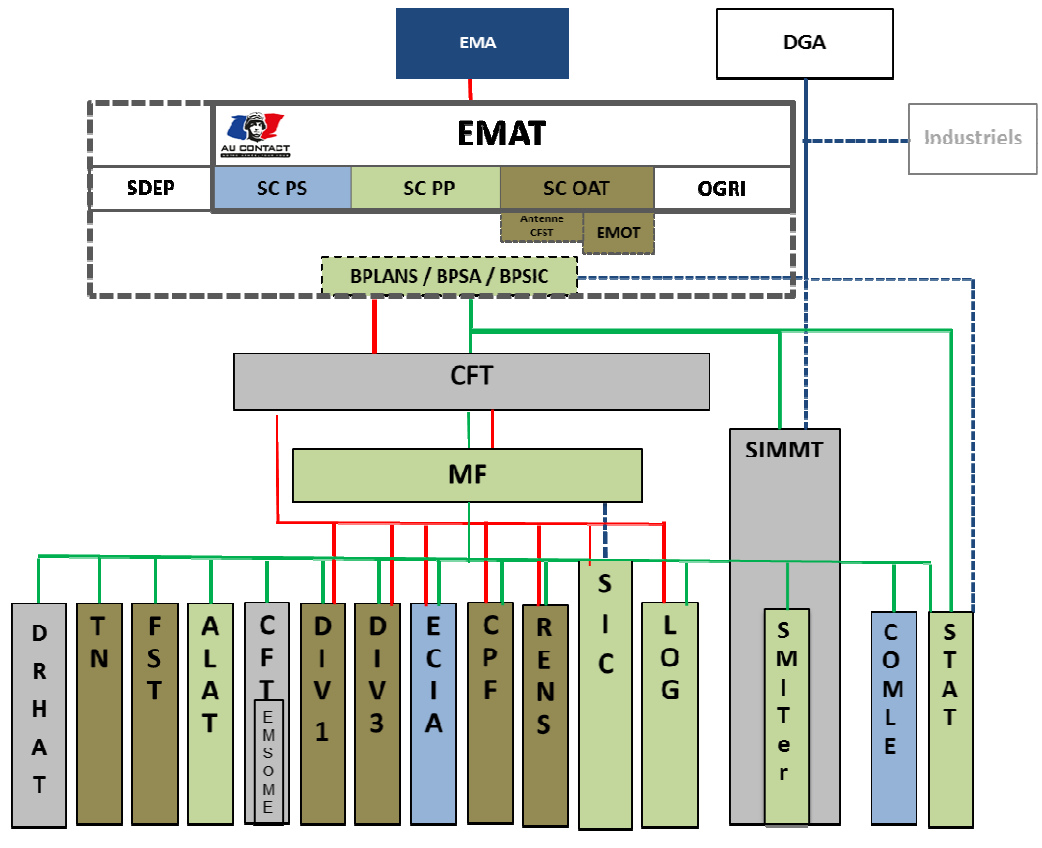 EMA
DGA
Industriels
AU CONTACT
EMAT
SDEP
SC PS
SC PP
SC OAT
OGRI
Antenne
CFST
EMOT
BPLANS / BPSA / BPSIC
CFT
SIMMT
MF
DRHAT
TN
FST
ALAT
CFT
EMSOME
DIV 1
DIV3
ECIA
CPF
RENS
SIC
LOG
SMITer
COMLE
STAT